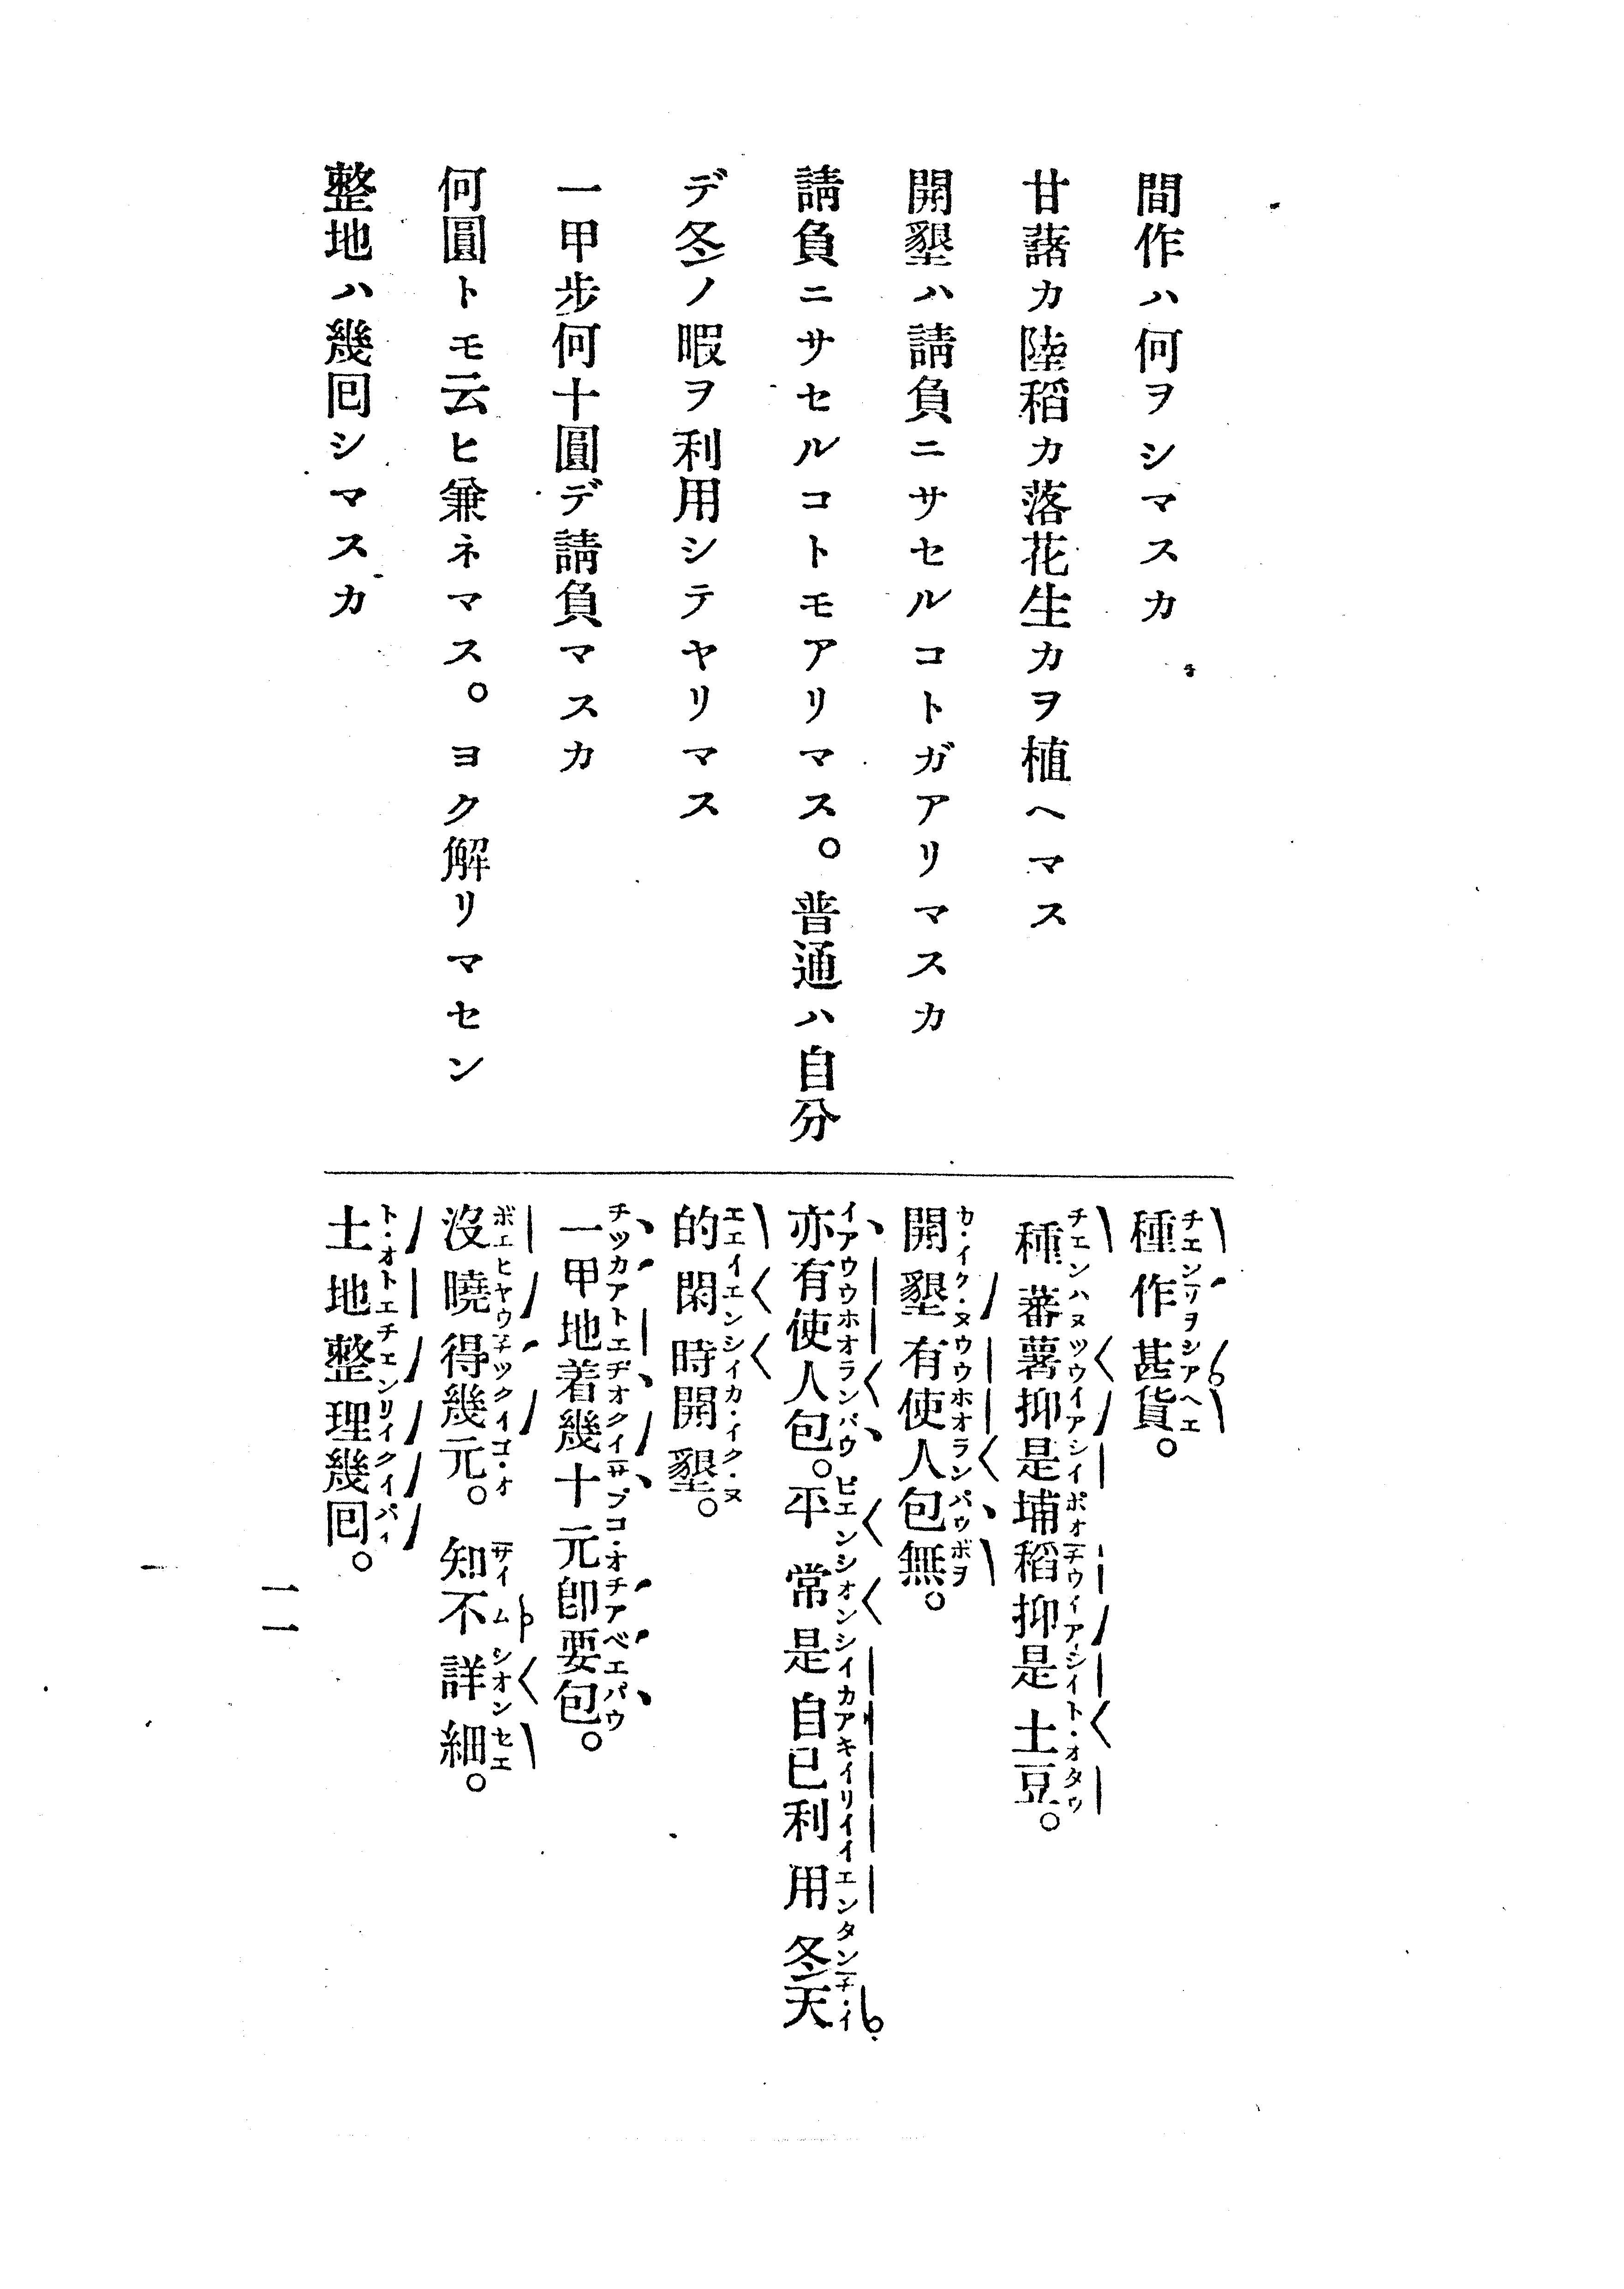 間作ハ何ヲシマスカ
甘藷カ陸稻カ落花生カヲ植ヘマス
開墾ハ請負ニサセルコトガアリマスカ
請負ニサセルコトモアリマス。普通ハ自分
デ冬ノ暇ヲ利用シテヤリマス
一甲步何十圓デ請負マスカ
何圓トモ云ヒ兼ネマス。ヨク解リマセン
整地ハ幾囘シマスカ
種作甚貨。
種蕃薯抑是埔稻抑是土豆。
開墾有使人包無。
亦有使人包。平常是自已利用冬天
的閑時開墾。
一甲地着幾十元卽要包。
沒曉得幾元。知不詳細。
土地整理幾囘。
一一